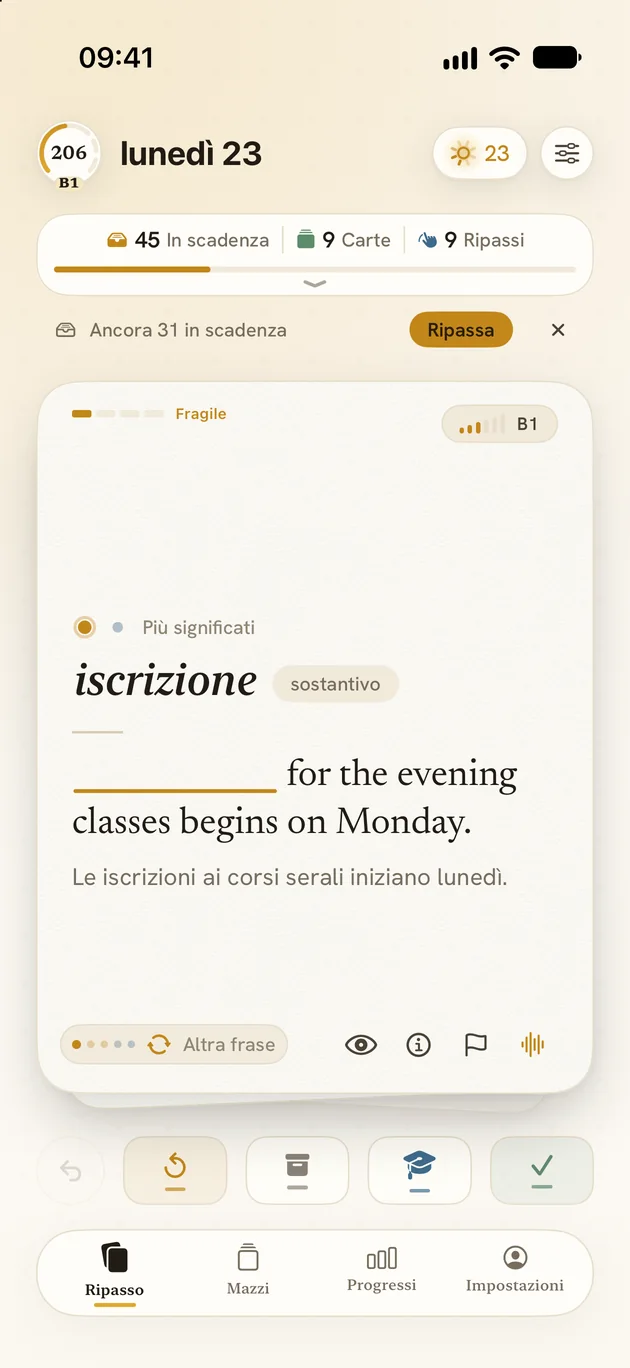 09:41
206
B1
lunedì 23
23
45 In scadenza
9 Carte
9 Ripassi
Ancora 31 in scadenza
Ripassa
Fragile
B1
Più significati
iscrizione
sostantivo
for the evening
classes begins on Monday.
Le iscrizioni ai corsi serali iniziano lunedì.
Altra frase
Ripasso
Mazzi
Progressi
Impostazioni